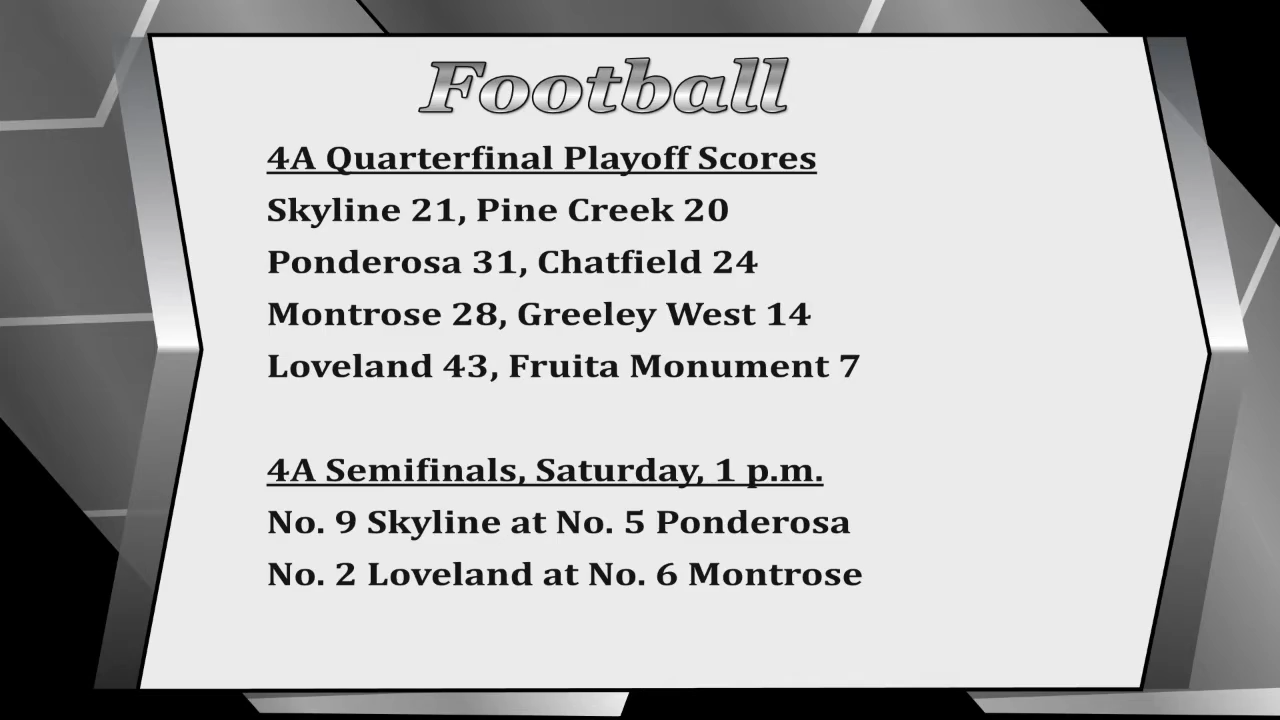 Football
4A Quarterfinal Playoff Scores
Skyline 21, Pine Creek 20
Ponderosa 31, Chatfield 24
Montrose 28, Greeley West 14
Loveland 43, Fruita Monument 7
4A Semifinals, Saturday, 1 p.m.
No. 9 Skyline at No. 5 Ponderosa
No. 2 Loveland at No. 6 Montrose